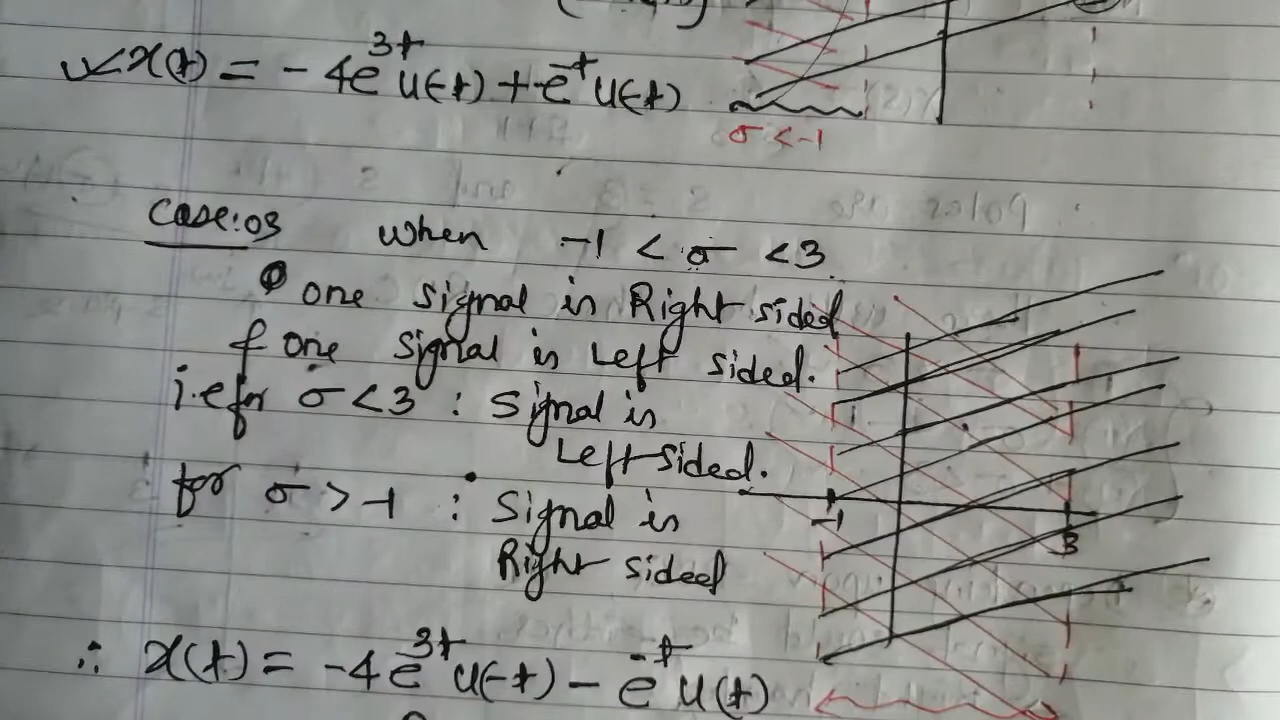 x(t) = -4e^{3t}u(-t) + e^{-t}u(-t)
σ < -1
Case:03 When -1 < σ < 3
one signal is Right sided
f one signal is Left sided.
i.e for σ < 3 : Signal is
Left sided.
for σ > -1 : Signal is
Right sided
-1
3
∴ x(t) = -4e^{3t}u(-t) - e^{-t}u(t)